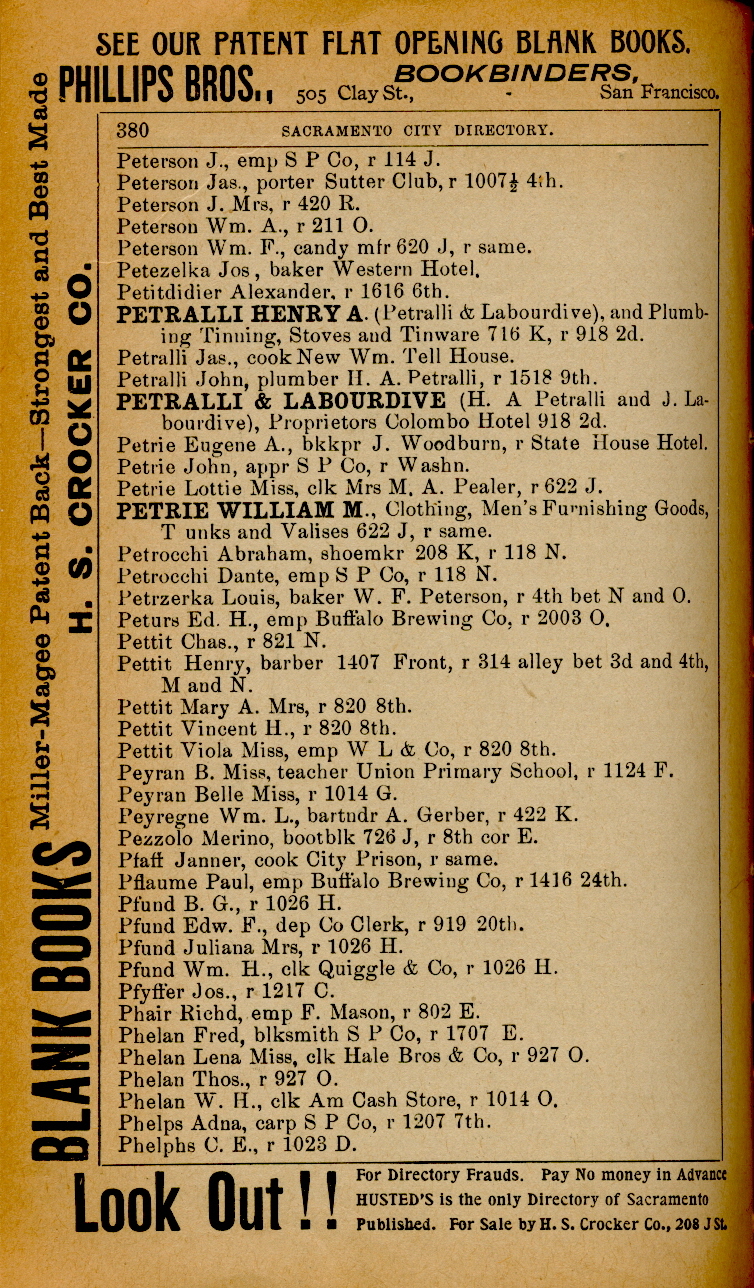 SEE OUR PATENT FLAT OPENING BLANK BOOKS.
PHILLIPS BROS., BOOKBINDERS,
505 Clay St., - San Francisco.
380 SACRAMENTO CITY DIRECTORY.
Peterson J., emp S P Co, r 114 J.
Peterson Jas., porter Sutter Club, r 1007½ 4th.
Peterson J. Mrs, r 420 R.
Peterson Wm. A., r 211 O.
Peterson Wm. F., candy mfr 620 J, r same.
Petezelka Jos, baker Western Hotel.
Petitdidier Alexander, r 1616 6th.
PETRALLI HENRY A. (Petralli & Labourdive), and Plumb-
ing Tinning, Stoves and Tinware 716 K, r 918 2d.
Petralli Jas., cook New Wm. Tell House.
Petralli John, plumber H. A. Petralli, r 1518 9th.
PETRALLI & LABOURDIVE (H. A Petralli and J. La-
bourdive), Proprietors Colombo Hotel 918 2d.
Petrie Eugene A., bkkpr J. Woodburn, r State House Hotel.
Petrie John, appr S P Co, r Washn.
Petrie Lottie Miss, clk Mrs M. A. Pealer, r 622 J.
PETRIE WILLIAM M., Clothing, Men's Furnishing Goods,
T unks and Valises 622 J, r same.
Petrocchi Abraham, shoemkr 208 K, r 118 N.
Petrocchi Dante, emp S P Co, r 118 N.
Petrzerka Louis, baker W. F. Peterson, r 4th bet N and O.
Peturs Ed. H., emp Buffalo Brewing Co, r 2003 O.
Pettit Chas., r 821 N.
Pettit Henry, barber 1407 Front, r 314 alley bet 3d and 4th,
M and N.
Pettit Mary A. Mrs, r 820 8th.
Pettit Vincent H., r 820 8th.
Pettit Viola Miss, emp W L & Co, r 820 8th.
Peyran B. Miss, teacher Union Primary School, r 1124 F.
Peyran Belle Miss, r 1014 G.
Peyregne Wm. L., bartndr A. Gerber, r 422 K.
Pezzolo Merino, bootblk 726 J, r 8th cor E.
Pfaff Janner, cook City Prison, r same.
Pflaume Paul, emp Buffalo Brewing Co, r 1416 24th.
Pfund B. G., r 1026 H.
Pfund Edw. F., dep Co Clerk, r 919 20th.
Pfund Juliana Mrs, r 1026 H.
Pfund Wm. H., clk Quiggle & Co, r 1026 H.
Pfyffer Jos., r 1217 C.
Phair Richd, emp F. Mason, r 802 E.
Phelan Fred, blksmith S P Co, r 1707 E.
Phelan Lena Miss, clk Hale Bros & Co, r 927 O.
Phelan Thos., r 927 O.
Phelan W. H., clk Am Cash Store, r 1014 O.
Phelps Adna, carp S P Co, r 1207 7th.
Phelphs C. E., r 1023 D.
BLANK BOOKS Miller-Magee Patent Back—Strongest and Best Made
H. S. CROCKER CO.
Look Out!!
For Directory Frauds. Pay No money in Advance
HUSTED'S is the only Directory of Sacramento
Published. For Sale by H. S. Crocker Co., 208 J St.